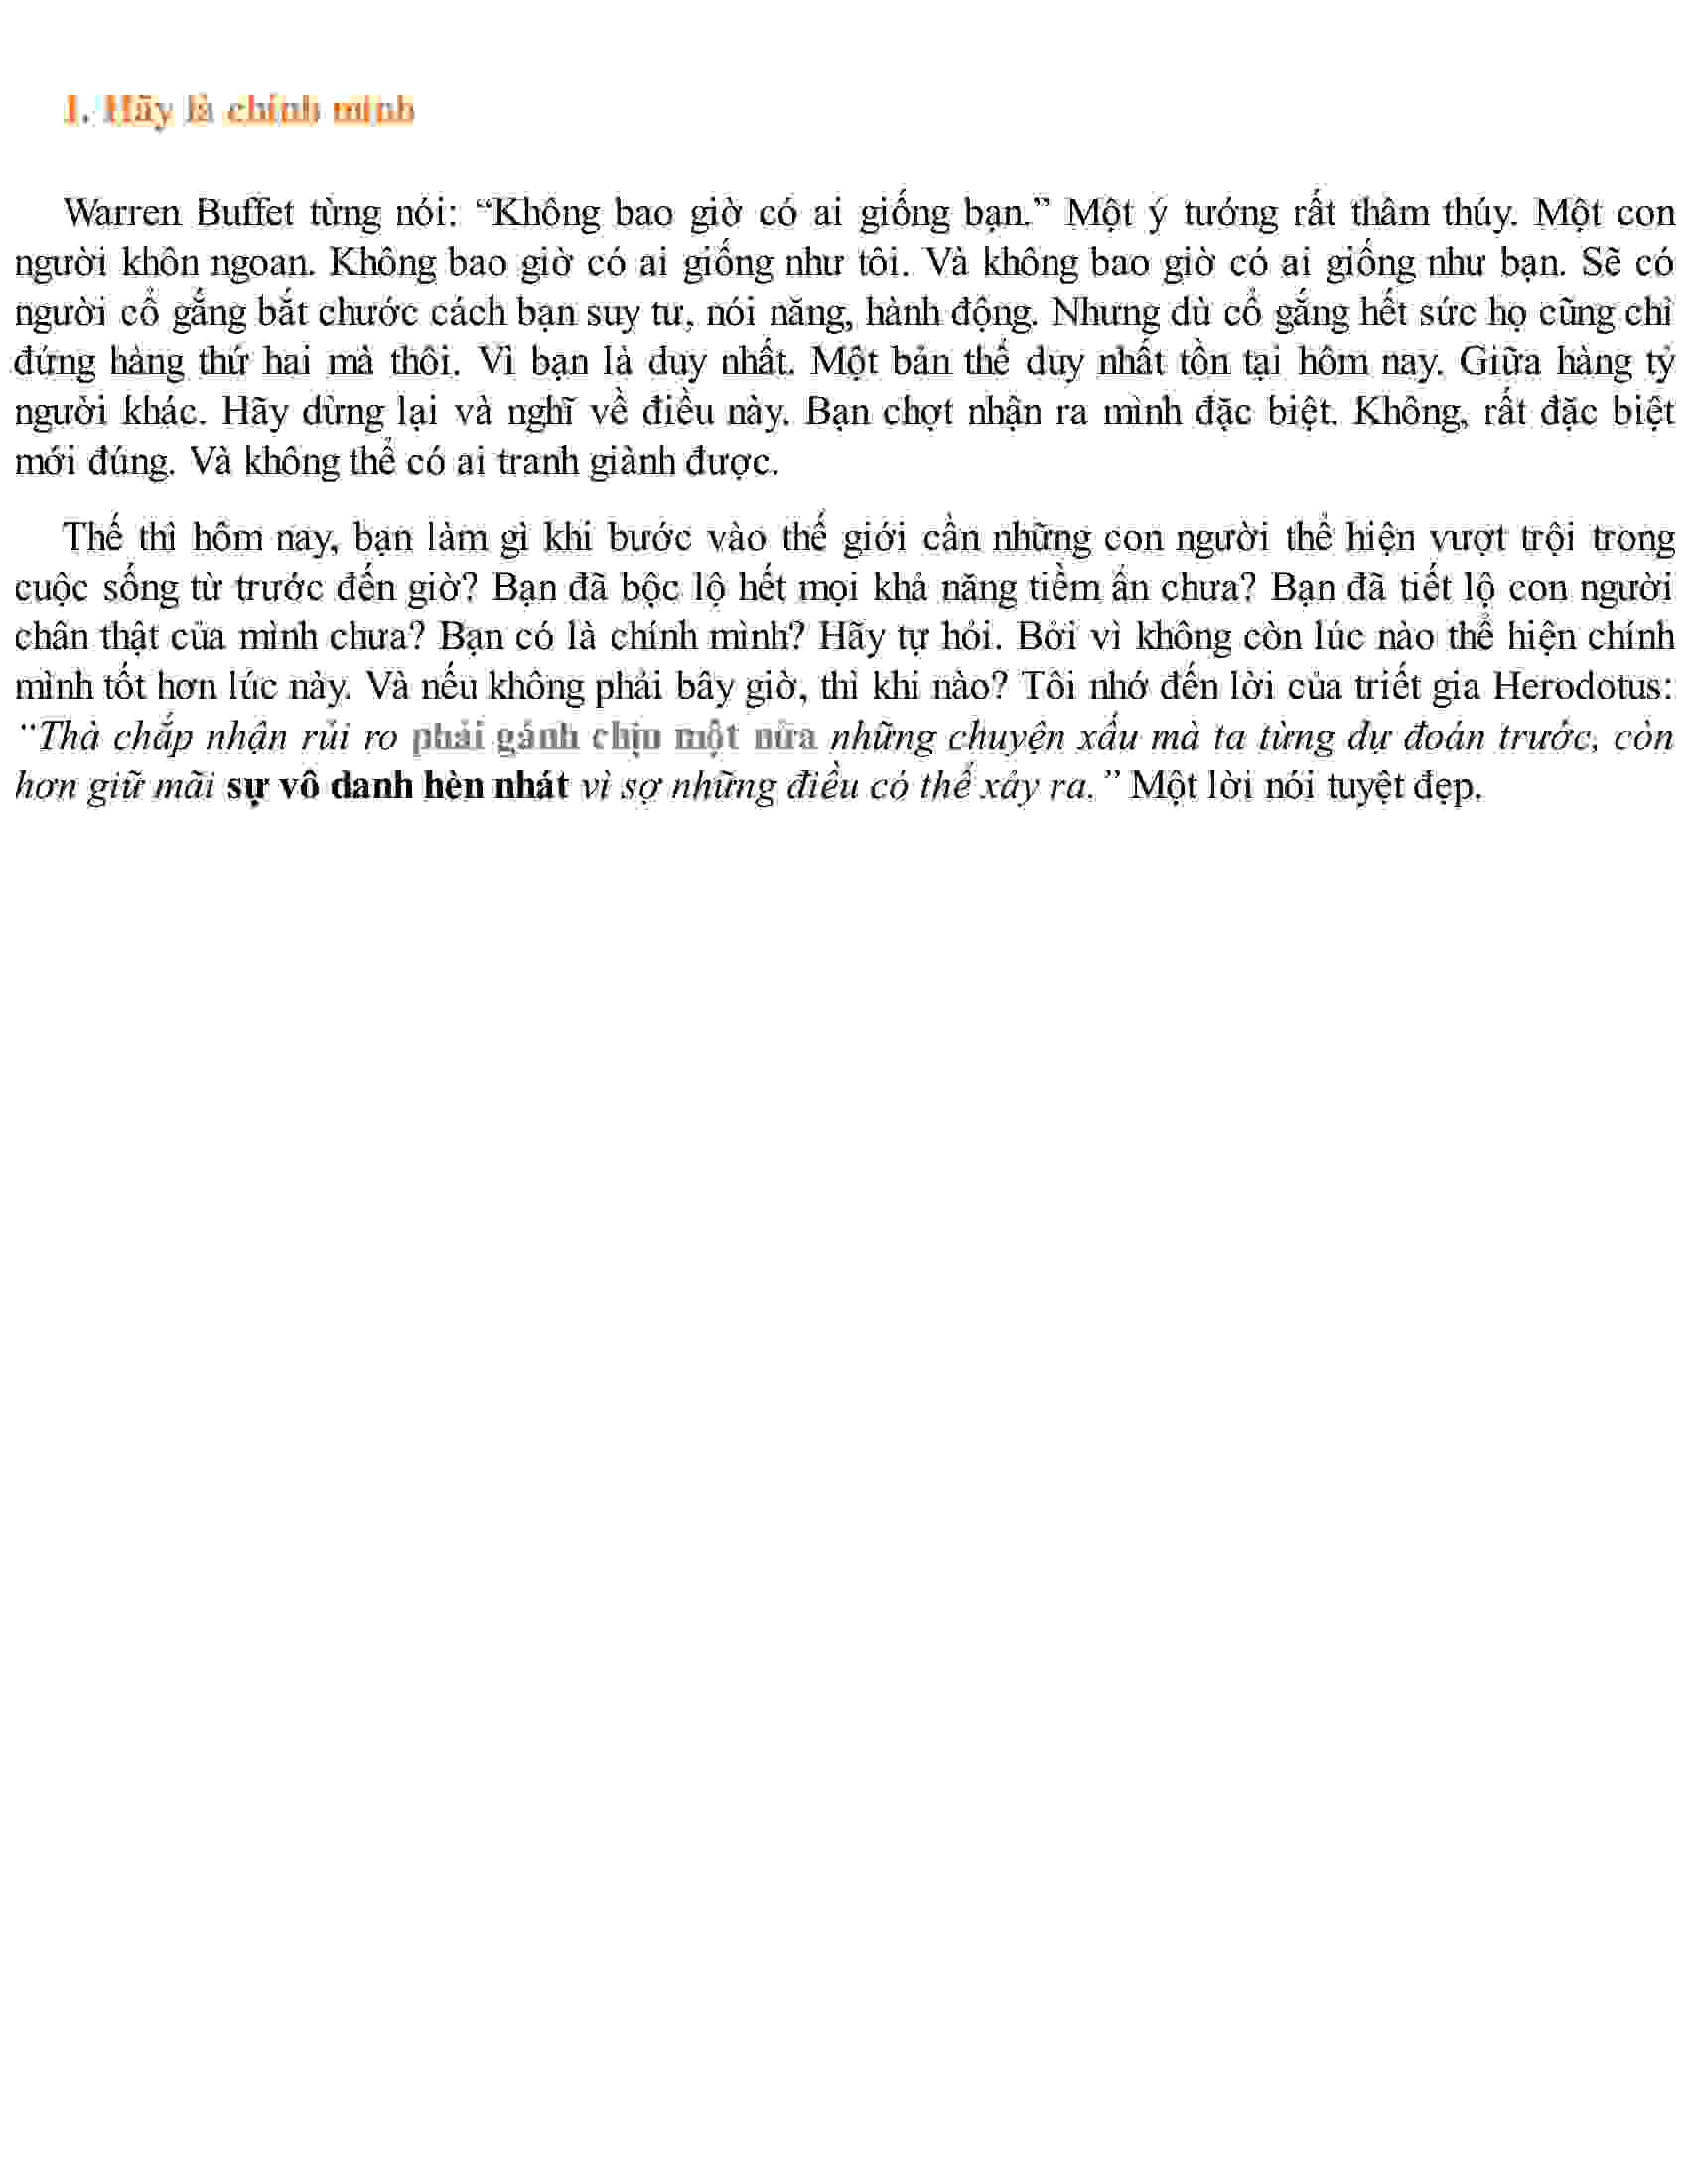 1. Hãy là chính mình
Warren Buffet từng nói: “Không bao giờ có ai giống bạn.” Một ý tưởng rất thâm thúy. Một con
người khôn ngoan. Không bao giờ có ai giống như tôi. Và không bao giờ có ai giống như bạn. Sẽ có
người cố gắng bắt chước cách bạn suy tư, nói năng, hành động. Nhưng dù cố gắng hết sức họ cũng chỉ
đứng hàng thứ hai mà thôi. Vì bạn là duy nhất. Một bản thể duy nhất tồn tại hôm nay. Giữa hàng tỷ
người khác. Hãy dừng lại và nghĩ về điều này. Bạn chợt nhận ra mình đặc biệt. Không, rất đặc biệt
mới đúng. Và không thể có ai tranh giành được.
Thế thì hôm nay, bạn làm gì khi bước vào thế giới cần những con người thể hiện vượt trội trong
cuộc sống từ trước đến giờ? Bạn đã bộc lộ hết mọi khả năng tiềm ẩn chưa? Bạn đã tiết lộ con người
chân thật của mình chưa? Bạn có là chính mình? Hãy tự hỏi. Bởi vì không còn lúc nào thể hiện chính
mình tốt hơn lúc này. Và nếu không phải bây giờ, thì khi nào? Tôi nhớ đến lời của triết gia Herodotus:
“Thà chấp nhận rủi ro phải gánh chịu một nửa những chuyện xấu mà ta từng dự đoán trước, còn
hơn giữ mãi sự vô danh hèn nhát vì sợ những điều có thể xảy ra.” Một lời nói tuyệt đẹp.